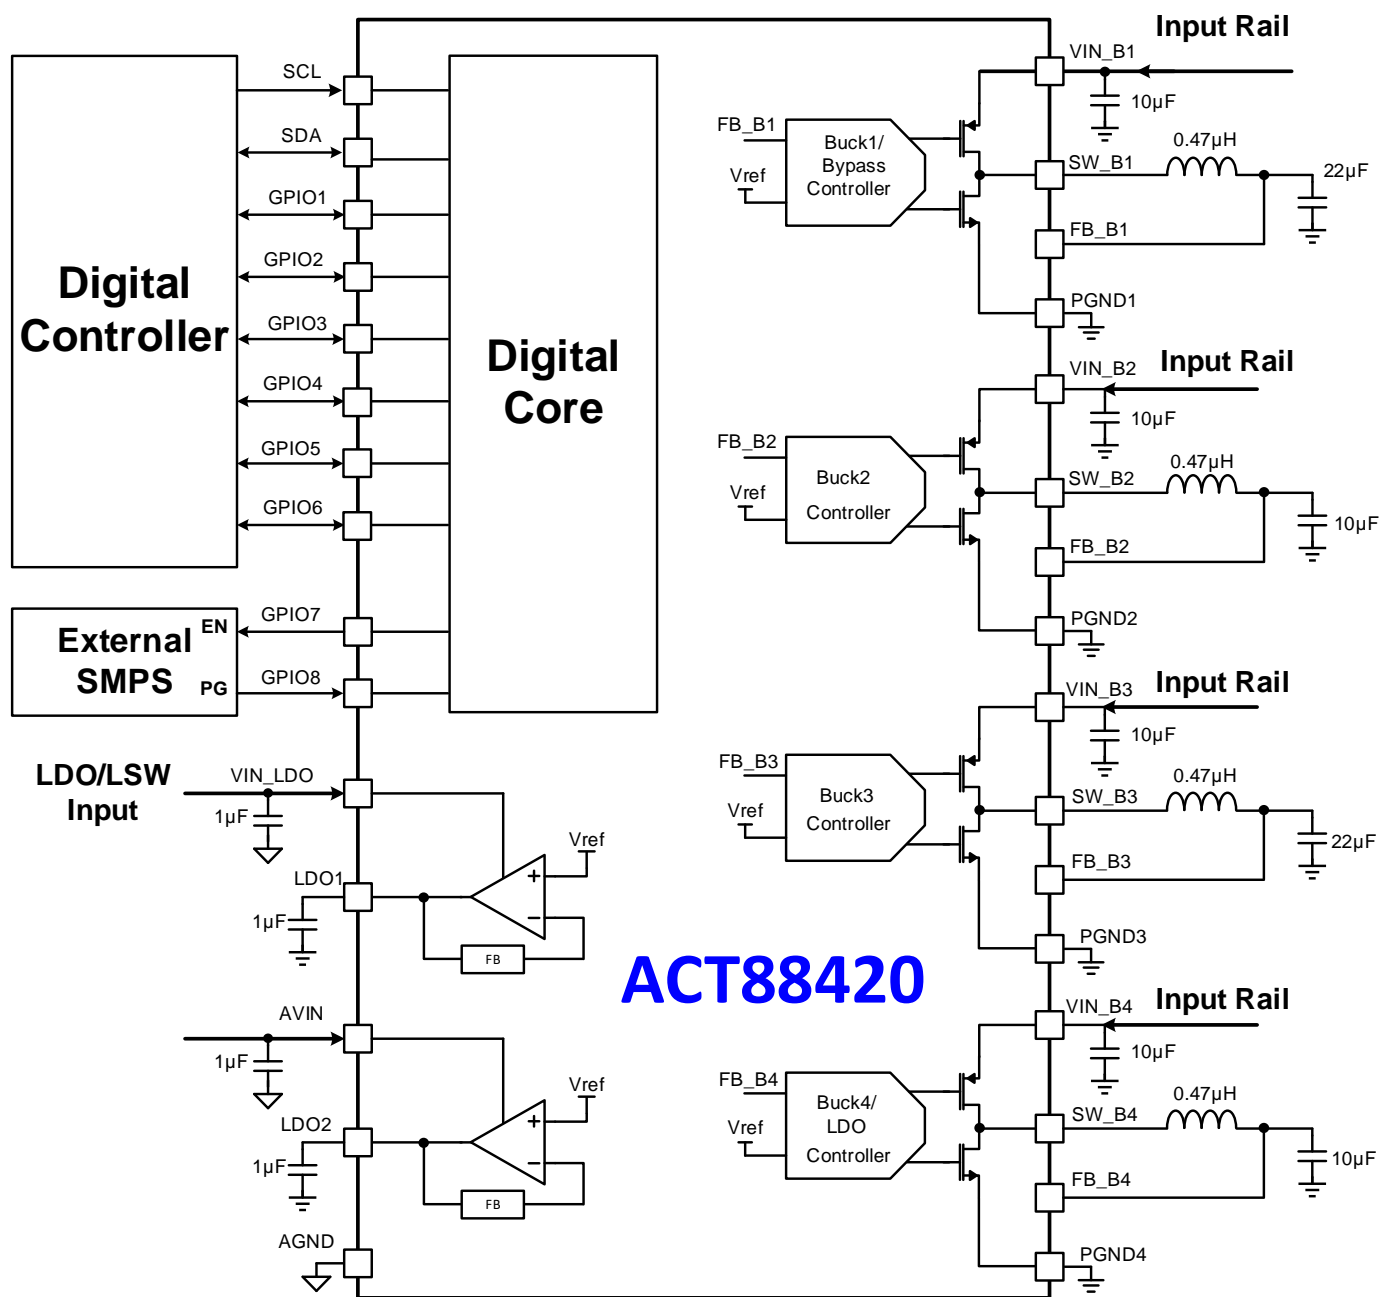 Digital
Controller
SCL
SDA
GPIO1
GPIO2
GPIO3
GPIO4
GPIO5
GPIO6
Digital
Core
External
SMPS
EN
PG
GPIO7
GPIO8
LDO/LSW
Input
VIN_LDO
1µF
LDO1
1µF
Vref
+
−
FB
AVIN
1µF
LDO2
1µF
Vref
+
−
FB
AGND
ACT88420
Input Rail
VIN_B1
10µF
FB_B1
Vref
Buck1/
Bypass
Controller
0.47µH
SW_B1
22µF
FB_B1
PGND1
Input Rail
VIN_B2
10µF
FB_B2
Vref
Buck2
Controller
0.47µH
SW_B2
10µF
FB_B2
PGND2
Input Rail
VIN_B3
10µF
FB_B3
Vref
Buck3
Controller
0.47µH
SW_B3
22µF
FB_B3
PGND3
Input Rail
VIN_B4
10µF
FB_B4
Vref
Buck4/
LDO
Controller
0.47µH
SW_B4
10µF
FB_B4
PGND4